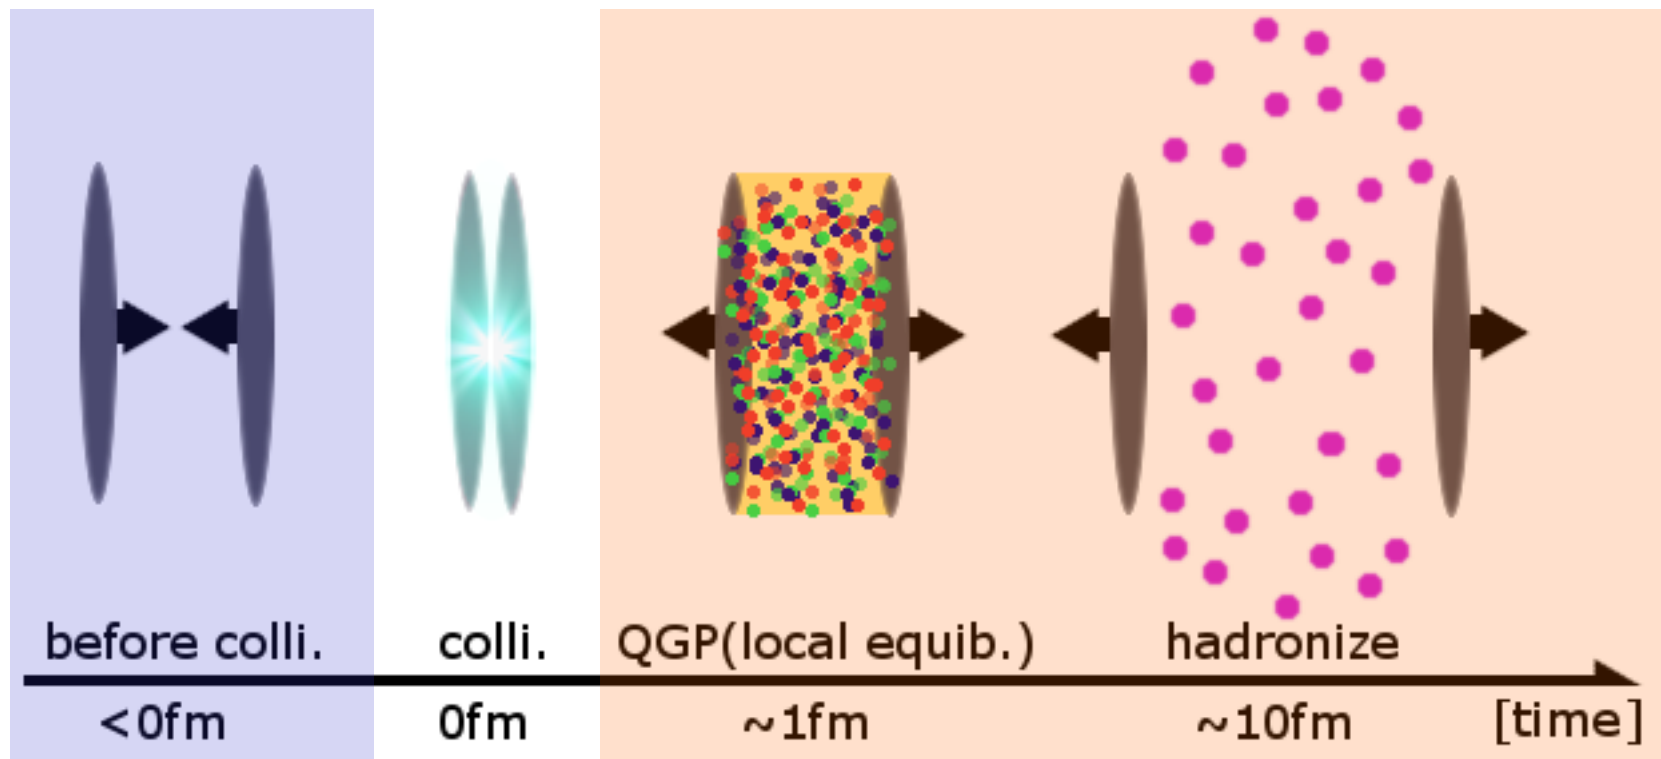 before colli. colli. QGP(local equib.) hadronize
<0fm 0fm ~1fm ~10fm [time]